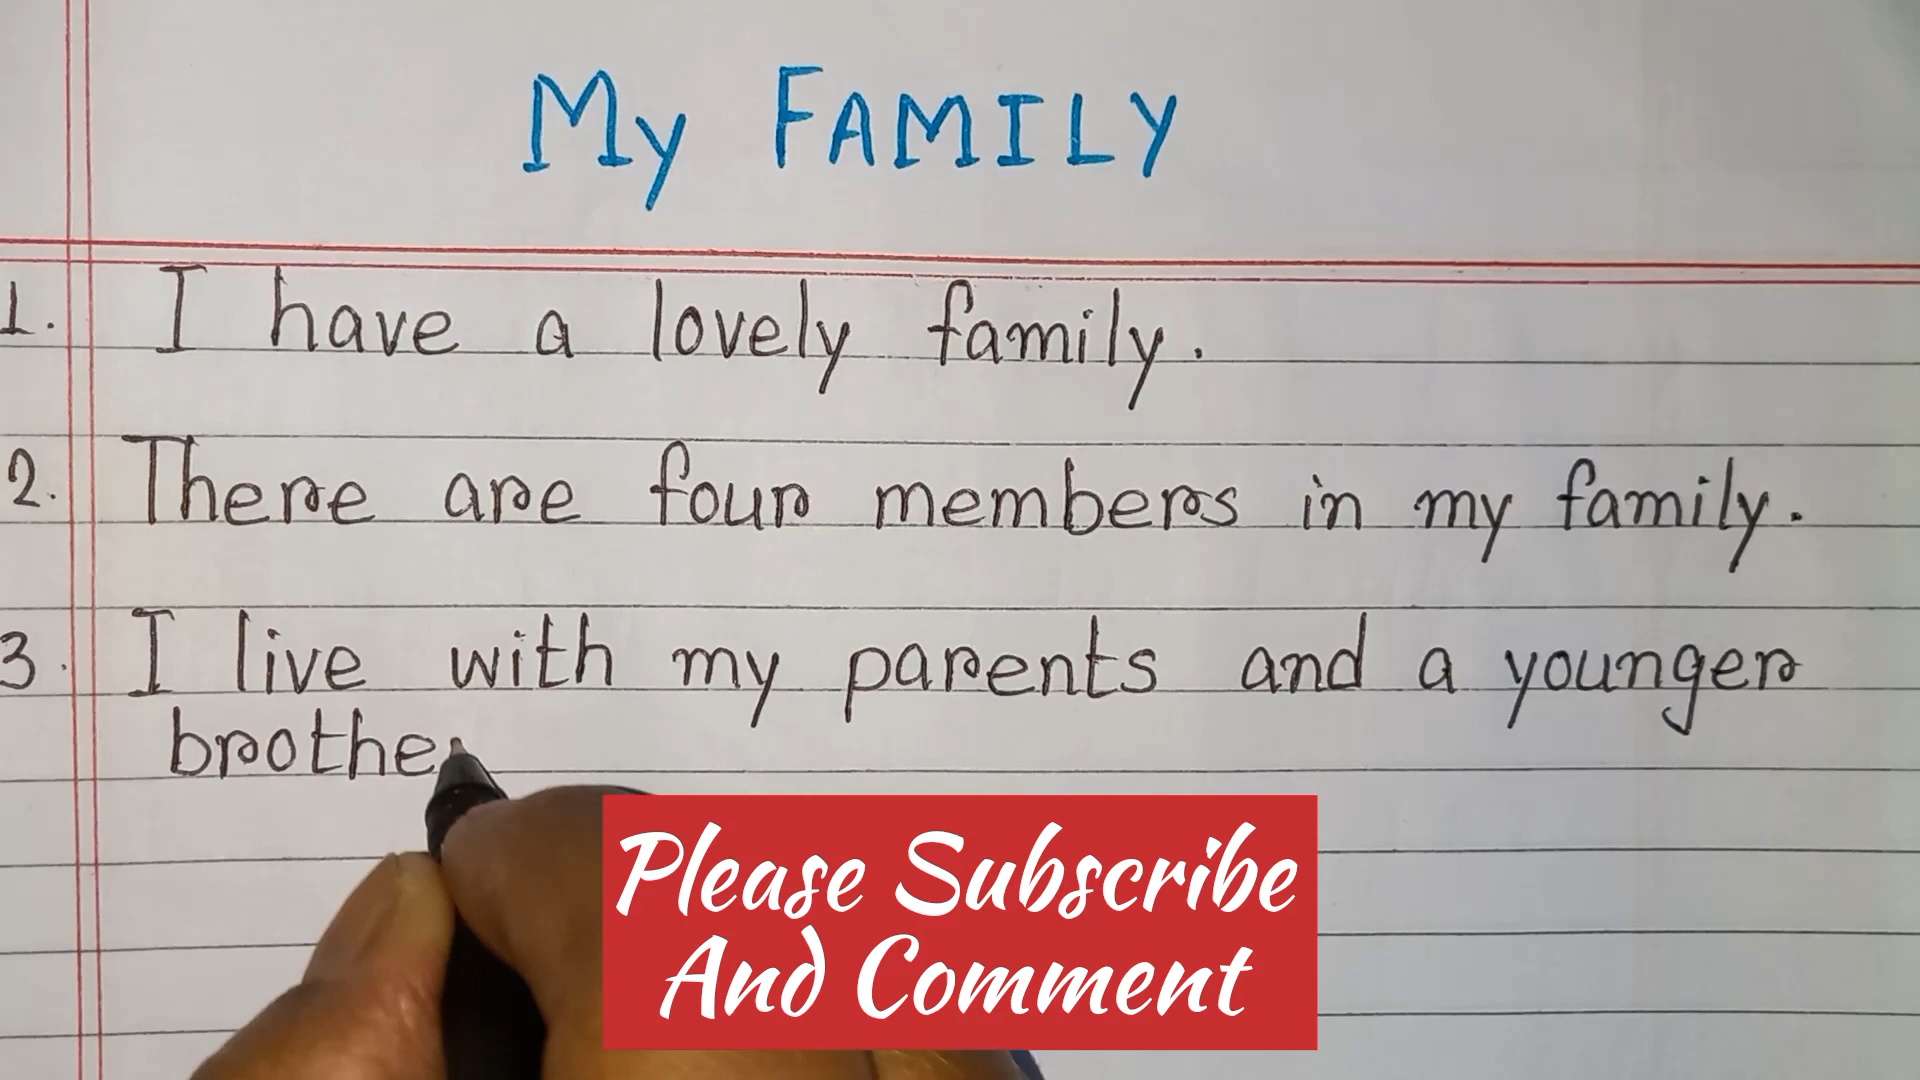 My FAMILY
1. I have a lovely family.
2. There are four members in my family.
3. I live with my parents and a younger
brothe
Please Subscribe
And Comment